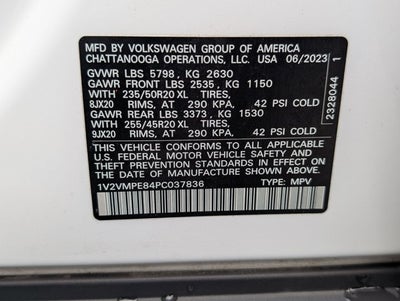 MFD BY VOLKSWAGEN GROUP OF AMERICA
CHATTANOOGA OPERATIONS, LLC. USA 06/2023
GVWR LBS 5798, KG 2630
GAWR FRONT LBS 2535, KG 1150
WITH 235/50R20 XL TIRES,
8JX20 RIMS, AT 290 KPA. 42 PSI COLD
GAWR REAR LBS 3373, KG 1530
WITH 255/45R20 XL TIRES,
9JX20 RIMS, AT 290 KPA. 42 PSI COLD
THIS VEHICLE CONFORMS TO ALL APPLICABLE
U.S. FEDERAL MOTOR VEHICLE SAFETY, AND
THEFT PREVENTION STANDARDS IN EFFECT ON
THE DATE OF MANUFACTURE SHOWN ABOVE.
1V2VMPE84PC037836 TYPE: MPV
2328044 1